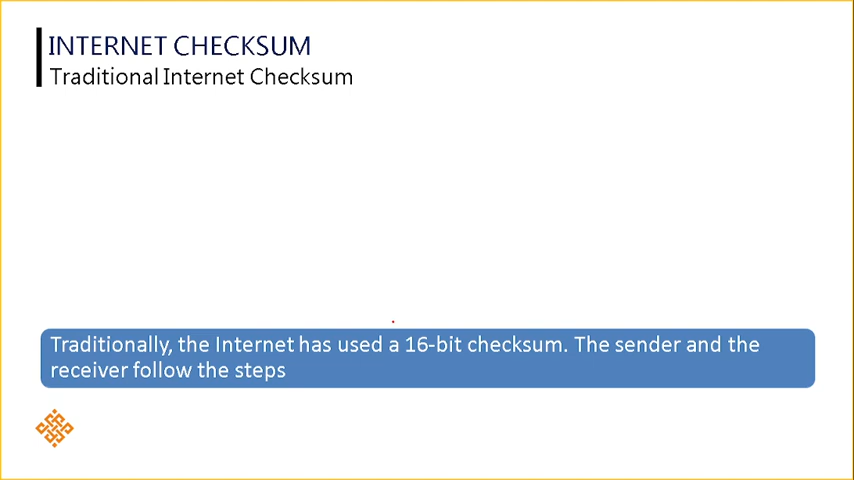 INTERNET CHECKSUM
Traditional Internet Checksum
Traditionally, the Internet has used a 16-bit checksum. The sender and the
receiver follow the steps